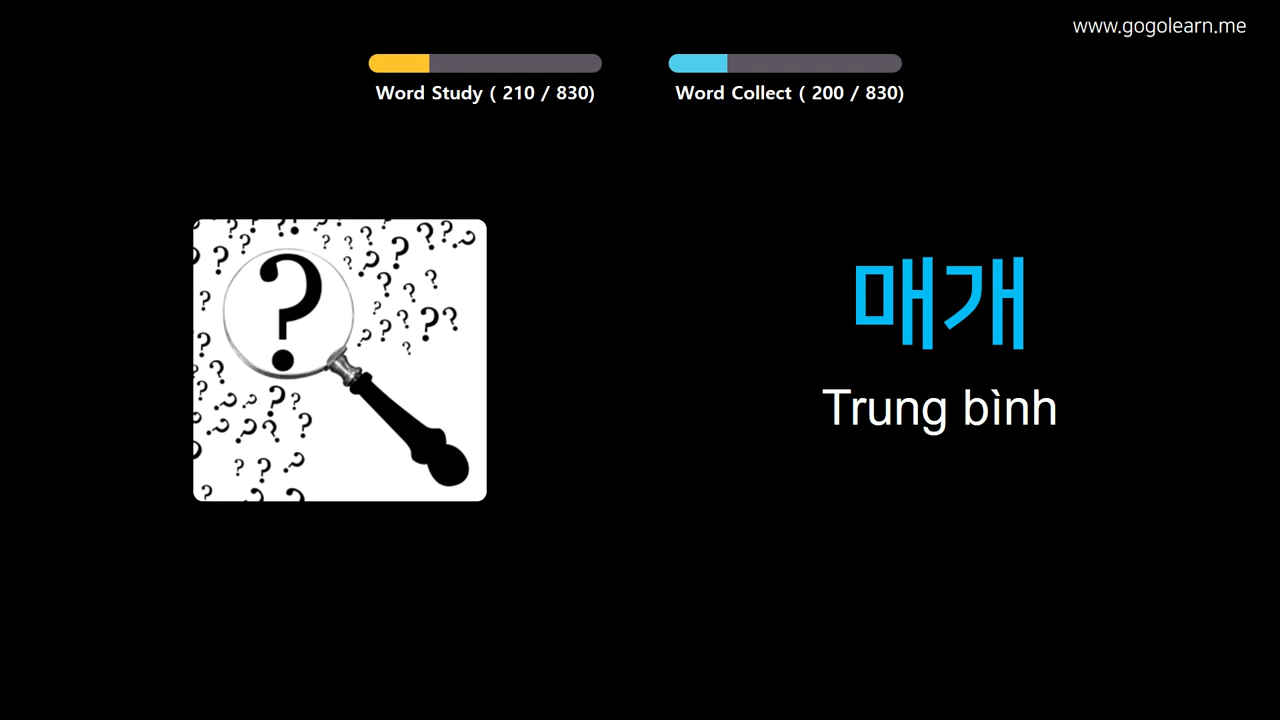 www.gogolearn.me
Word Study ( 210 / 830)
Word Collect ( 200 / 830)
매개
Trung bình